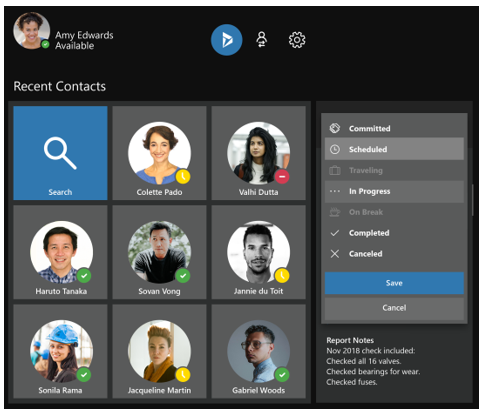 Amy Edwards
Available
Recent Contacts
Search
Colette Pado
Valhi Dutta
Haruto Tanaka
Sovan Vong
Jannie du Toit
Sonila Rama
Jacqueline Martin
Gabriel Woods
Committed
Scheduled
Traveling
In Progress
On Break
Completed
Canceled
Save
Cancel
Report Notes
Nov 2018 check included:
Checked all 16 valves.
Checked bearings for wear.
Checked fuses.